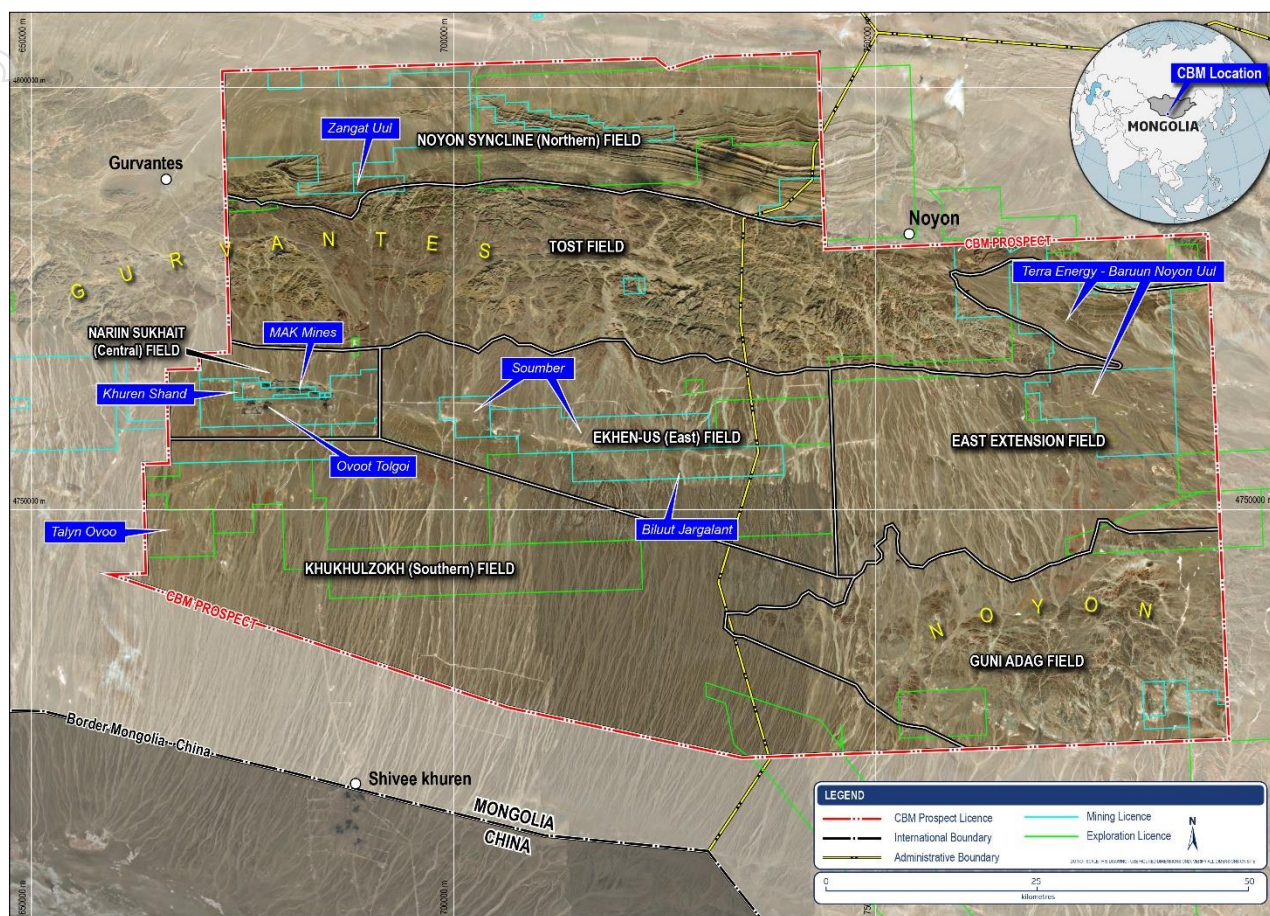 650000 m
700000 m
4800000 m
CBM Location
MONGOLIA
Zangat Uul
NOYON SYNCLINE (Northern) FIELD
Gurvantes
Noyon
TOST FIELD
CBM PROSPECT
GURVANTES
Terra Energy - Baruun Noyon Uul
NARIIN SUKHAIT
(Central) FIELD
MAK Mines
Khuren Shand
Soumber
EKHEN-US (East) FIELD
EAST EXTENSION FIELD
Ovoot Tolgoi
4750000 m
4750000 m
Talyn Ovoo
Biluut Jargalant
KHUKHULZOKH (Southern) FIELD
CBM PROSPECT
NOYON
GUNI ADAG FIELD
Border Mongolia - China
Shivee khuren
MONGOLIA
CHINA
LEGEND
CBM Prospect Licence
International Boundary
Administrative Boundary
Mining Licence
Exploration Licence
N
0
25
50
kilometres
650000 m
700000 m